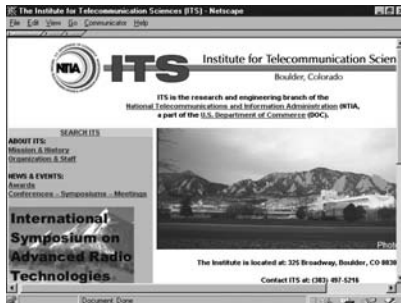 The Institute for Telecommunication Sciences (ITS) - Netscape
File Edit View Go Communicator Help
NTIA
ITS
Institute for Telecommunication Scien
Boulder, Colorado
ITS is the research and engineering branch of the
National Telecommunications and Information Administration (NTIA,
a part of the U.S. Department of Commerce (DOC).
SEARCH ITS
ABOUT ITS:
Mission & History
Organization & Staff
NEWS & EVENTS:
Awards
Conferences - Symposiums - Meetings
International
Symposium on
Advanced Radio
Technologies
Photo
The Institute is located at: 325 Broadway, Boulder, CO 8030
Contact ITS at: (303) 497-5216
Document: Done